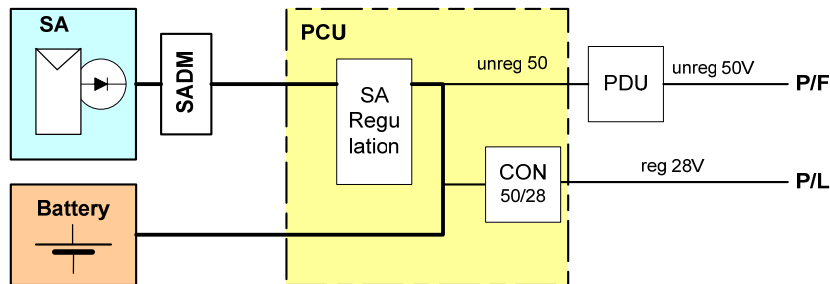 SA
SADM
PCU
SA
Regu
lation
unreg 50
PDU
unreg 50V
P/F
CON
50/28
reg 28V
P/L
Battery